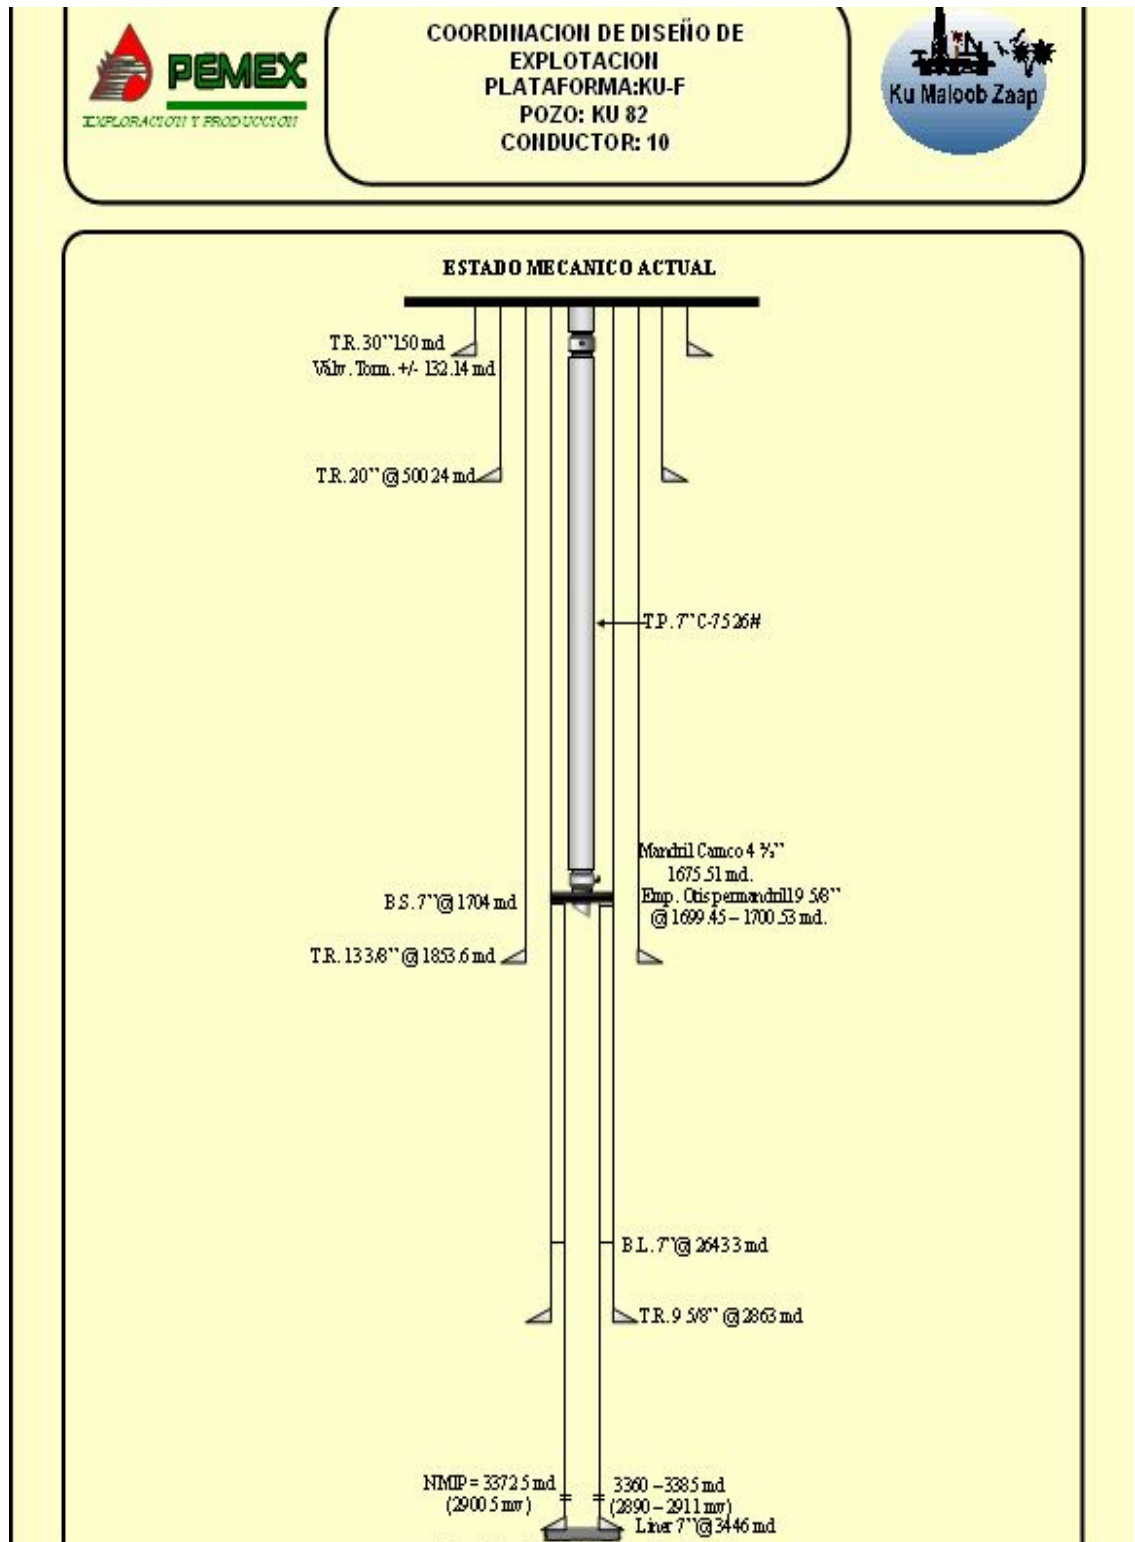 COORDINACION DE DISEÑO DE
EXPLOTACION
PLATAFORMA:KU-F
POZO: KU 82
CONDUCTOR: 10
PEMEX
EXPLORACION Y PRODUCCION
Ku Maloob Zaap
ESTADO MECANICO ACTUAL
T.R. 30'' 150 md
Válv. Torm. +/- 132.14 md
T.R. 20'' @ 500.24 md
T.P. 7'' C-75 26#
Mandril Camco 4 ½''
1675.51 md.
B.S. 7'' @ 1704 md
Emp. Otis permandrill 9 5/8''
@ 1699.45 – 1700.53 md.
T.R. 13 3/8'' @ 1853.6 md
B.L. 7'' @ 2643.3 md
T.R. 9 5/8'' @ 2863 md
NMIP = 3372.5 md
(2900.5 mv)
3360 – 3385 md
(2890 – 2911 mv)
Liner 7'' @ 3446 md